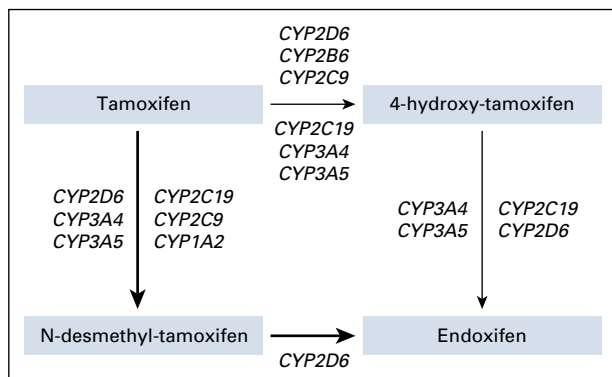 CYP2D6
CYP2B6
CYP2C9
Tamoxifen
4-hydroxy-tamoxifen
CYP2C19
CYP3A4
CYP3A5
CYP2D6
CYP3A4
CYP3A5
CYP2C19
CYP2C9
CYP1A2
CYP3A4
CYP3A5
CYP2C19
CYP2D6
N-desmethyl-tamoxifen
Endoxifen
CYP2D6